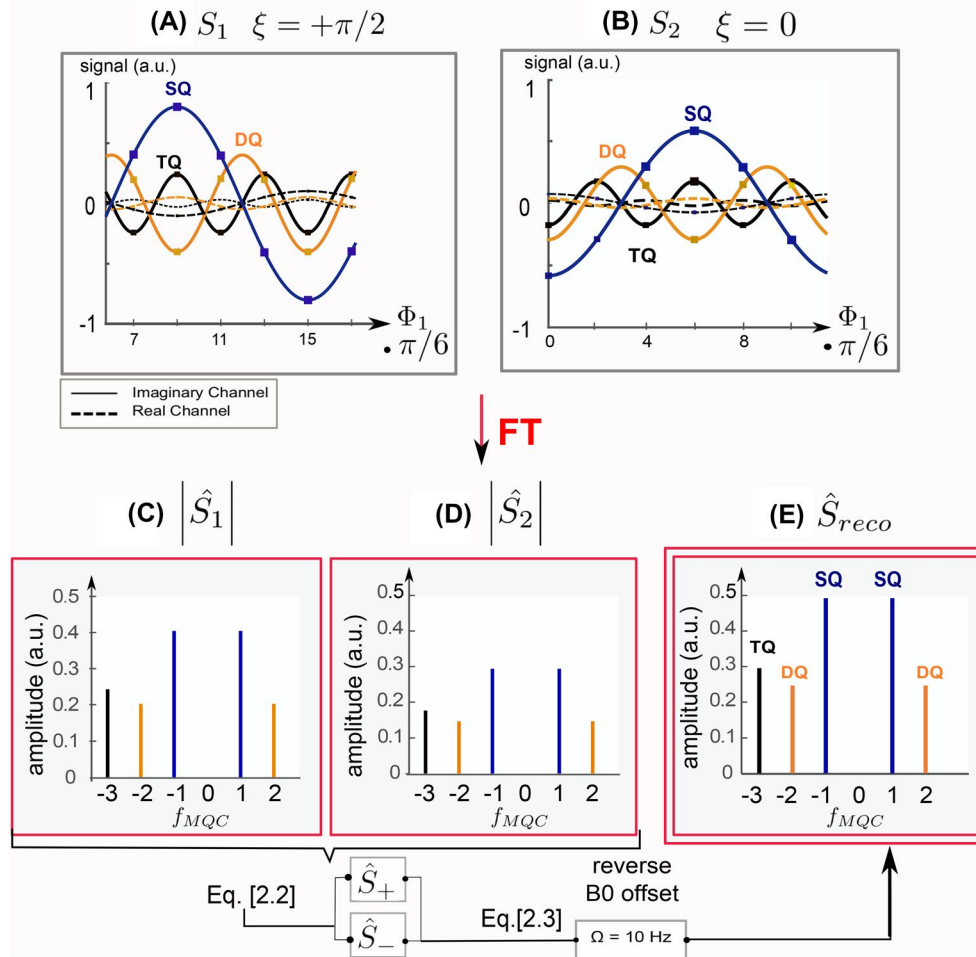 (A) S₁ ξ = +π/2
signal (a.u.)
1
0
-1
SQ
DQ
TQ
7 11 15
Φ₁
• π/6
(B) S₂ ξ = 0
signal (a.u.)
1
0
-1
SQ
DQ
TQ
0 4 8
Φ₁
• π/6
Imaginary Channel
Real Channel
FT
(C) |Ŝ₁|
amplitude (a.u.)
0.5
0.4
0.3
0.2
0.1
0
-3 -2 -1 0 1 2
f_MQC
(D) |Ŝ₂|
amplitude (a.u.)
0.5
0.4
0.3
0.2
0.1
0
-3 -2 -1 0 1 2
f_MQC
(E) Ŝ_reco
amplitude (a.u.)
0.5
0.4
0.3
0.2
0.1
0
SQ SQ
TQ
DQ DQ
-3 -2 -1 0 1 2
f_MQC
Eq. [2.2]
Ŝ₊
Ŝ₋
Eq.[2.3]
reverse
B0 offset
Ω = 10 Hz